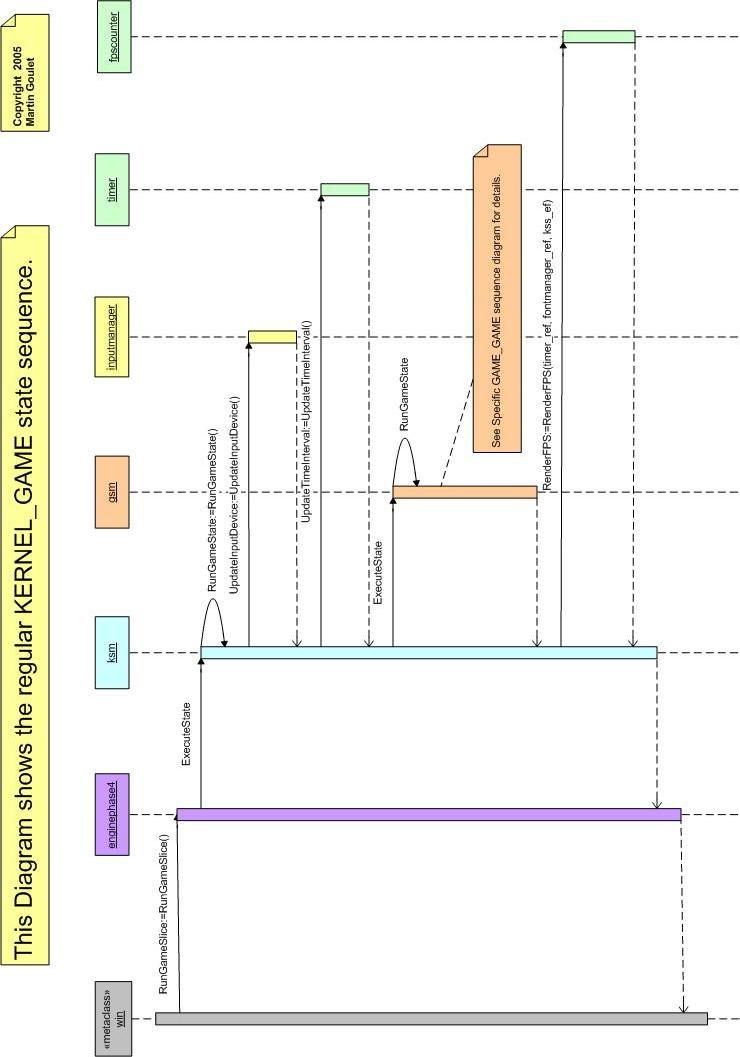 This Diagram shows the regular KERNEL_GAME state sequence.
Copyright 2005
Martin Goulet
«metaclass»
win
enginephase4
ksm
gsm
inputmanager
timer
fpscounter
RunGameSlice:=RunGameSlice()
ExecuteState
RunGameState:=RunGameState()
UpdateInputDevice:=UpdateInputDevice()
UpdateTimeInterval:=UpdateTimeInterval()
ExecuteState
RunGameState
See Specific GAME_GAME sequence diagram for details.
RenderFPS:=RenderFPS(timer_ref, fontmanager_ref, kss_ef)